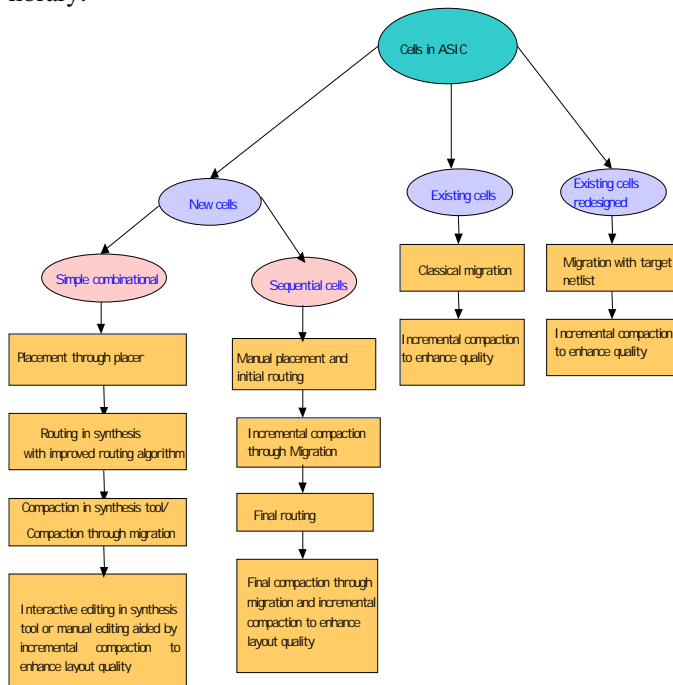 library.
Cells in ASIC
New cells
Existing cells
Existing cells
redesigned
Simple combinational
Sequential cells
Classical migration
Migration with target
netlist
Placement through placer
Manual placement and
initial routing
Incremental compaction
to enhance quality
Incremental compaction
to enhance quality
Routing in synthesis
with improved routing algorithm
Incremental compaction
through Migration
Compaction in synthesis tool/
Compaction through migration
Final routing
Interactive editing in synthesis
tool or manual editing aided by
incremental compaction to
enhance layout quality
Final compaction through
migration and incremental
compaction to enhance
layout quality